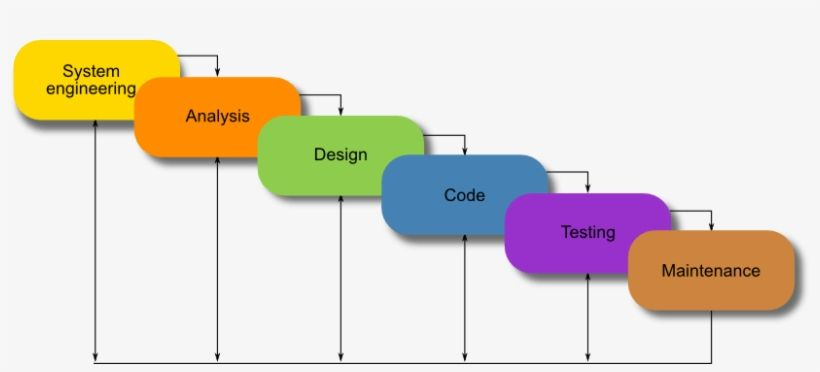 System
engineering
Analysis
Design
Code
Testing
Maintenance